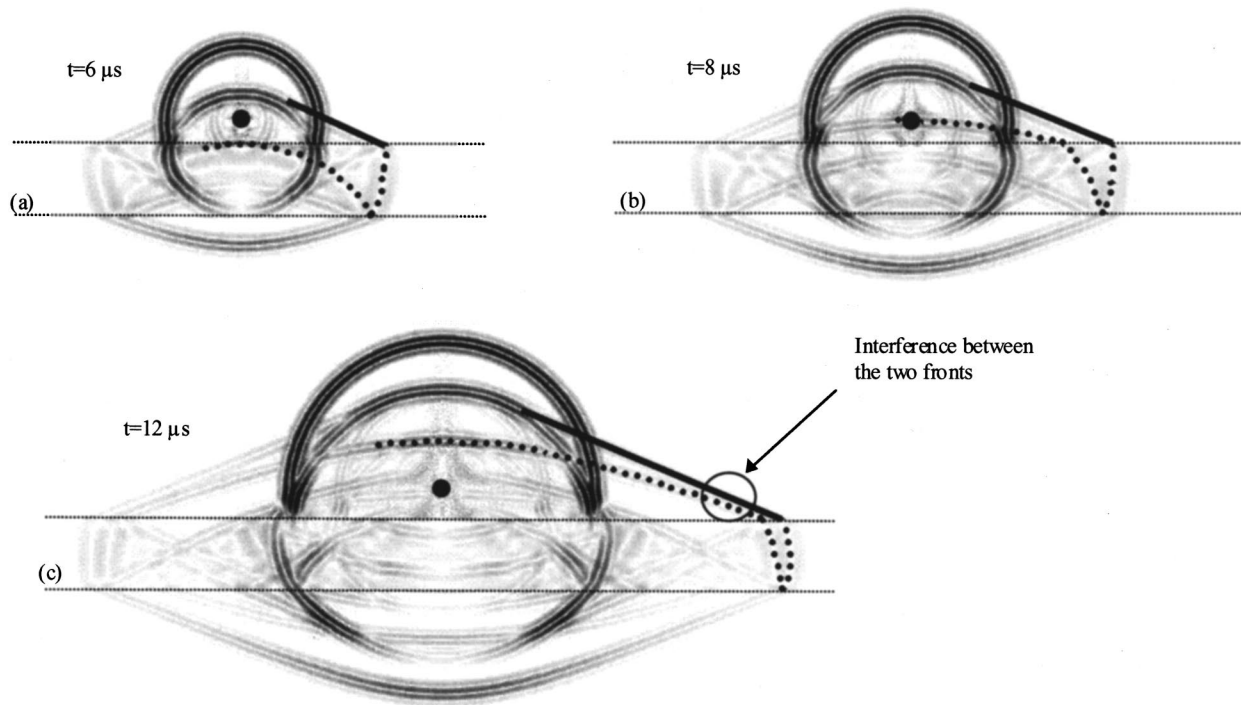 t=6 µs
t=8 µs
(a)
(b)
Interference between
the two fronts
t=12 µs
(c)